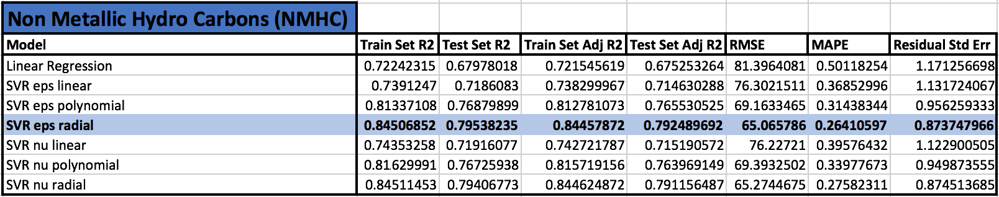 Non Metallic Hydro Carbons (NMHC)
Model Train Set R2 Test Set R2 Train Set Adj R2 Test Set Adj R2 RMSE MAPE Residual Std Err
Linear Regression 0.72242315 0.67978018 0.721545619 0.675253264 81.3964081 0.50118254 1.171256698
SVR eps linear 0.7391247 0.7186083 0.738299967 0.714630288 76.3021511 0.36852996 1.131724067
SVR eps polynomial 0.81337108 0.76879899 0.812781073 0.765530525 69.1633465 0.31438344 0.956259333
SVR eps radial 0.84506852 0.79538235 0.84457872 0.792489692 65.065786 0.26410597 0.873747966
SVR nu linear 0.74353258 0.71916077 0.742721787 0.715190572 76.22721 0.39576432 1.122900505
SVR nu polynomial 0.81629991 0.76725938 0.815719156 0.763969149 69.3932502 0.33977673 0.949873555
SVR nu radial 0.84511453 0.79406773 0.844624872 0.791156487 65.2744675 0.27582311 0.874513685